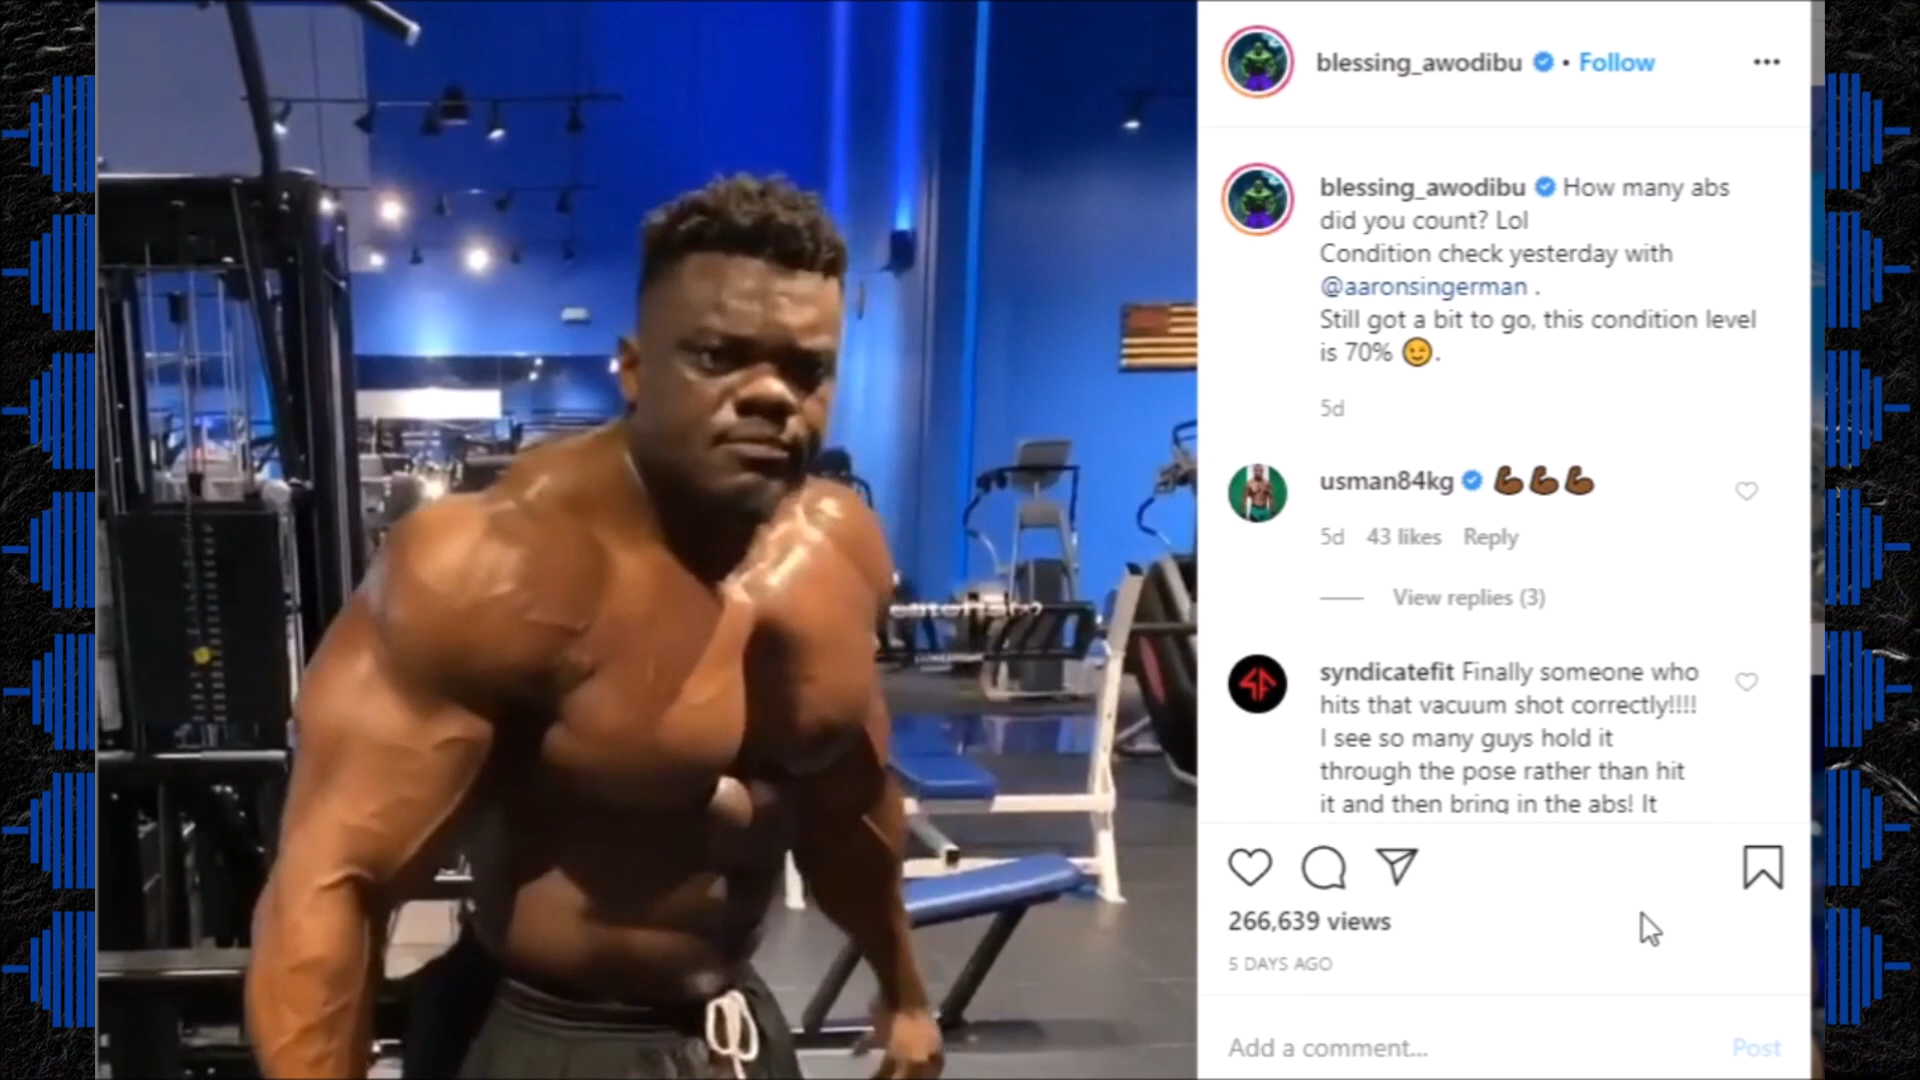 blessing_awodibu • Follow
blessing_awodibu How many abs
did you count? Lol
Condition check yesterday with
@aaronsingerman .
Still got a bit to go, this condition level
is 70% 😉.
5d
usman84kg 💪🏿💪🏿💪🏿
5d 43 likes Reply
View replies (3)
syndicatefit Finally someone who
hits that vacuum shot correctly!!!!
I see so many guys hold it
through the pose rather than hit
it and then bring in the abs! It
266,639 views
5 DAYS AGO
Add a comment... Post